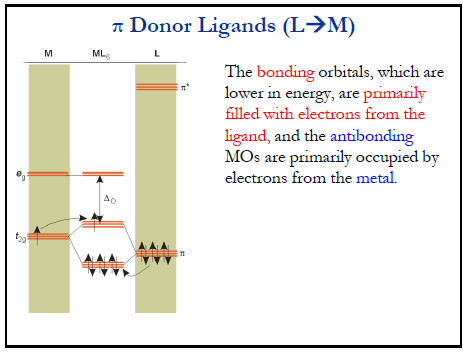 π Donor Ligands (L→M)
M ML6 L
π*
The bonding orbitals, which are
lower in energy, are primarily
filled with electrons from the
ligand, and the antibonding
MOs are primarily occupied by
electrons from the metal.
eg
ΔO
t2g
π